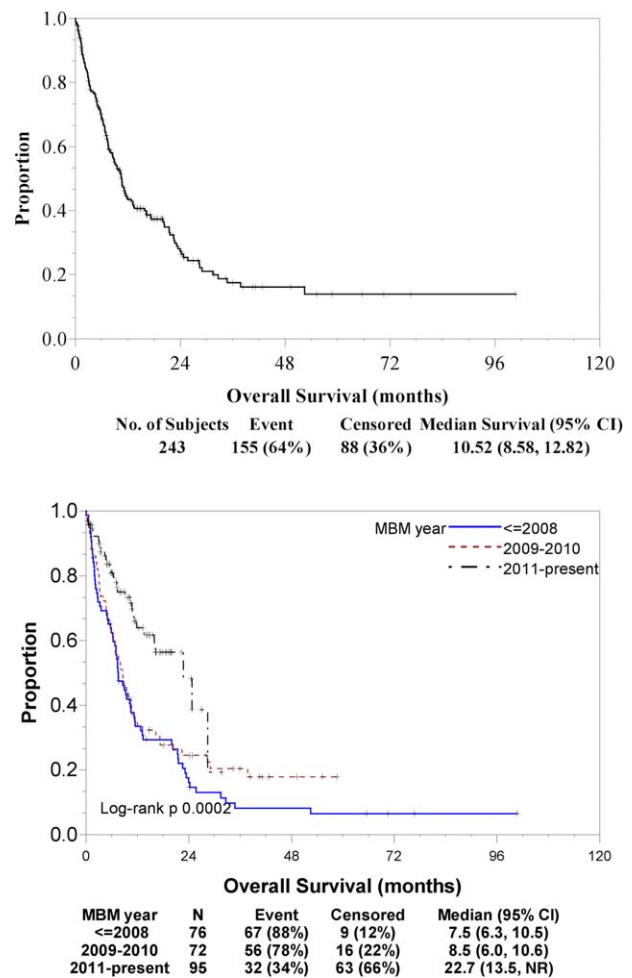 1.0
0.8
0.6
0.4
0.2
0.0
Proportion
0 24 48 72 96 120
Overall Survival (months)
No. of Subjects Event Censored Median Survival (95% CI)
243 155 (64%) 88 (36%) 10.52 (8.58, 12.82)
1.0
0.8
0.6
0.4
0.2
0.0
Proportion
MBM year <=2008
2009-2010
2011-present
Log-rank p 0.0002
0 24 48 72 96 120
Overall Survival (months)
MBM year N Event Censored Median (95% CI)
<=2008 76 67 (88%) 9 (12%) 7.5 (6.3, 10.5)
2009-2010 72 56 (78%) 16 (22%) 8.5 (6.0, 10.6)
2011-present 95 32 (34%) 63 (66%) 22.7 (13.5, NR)